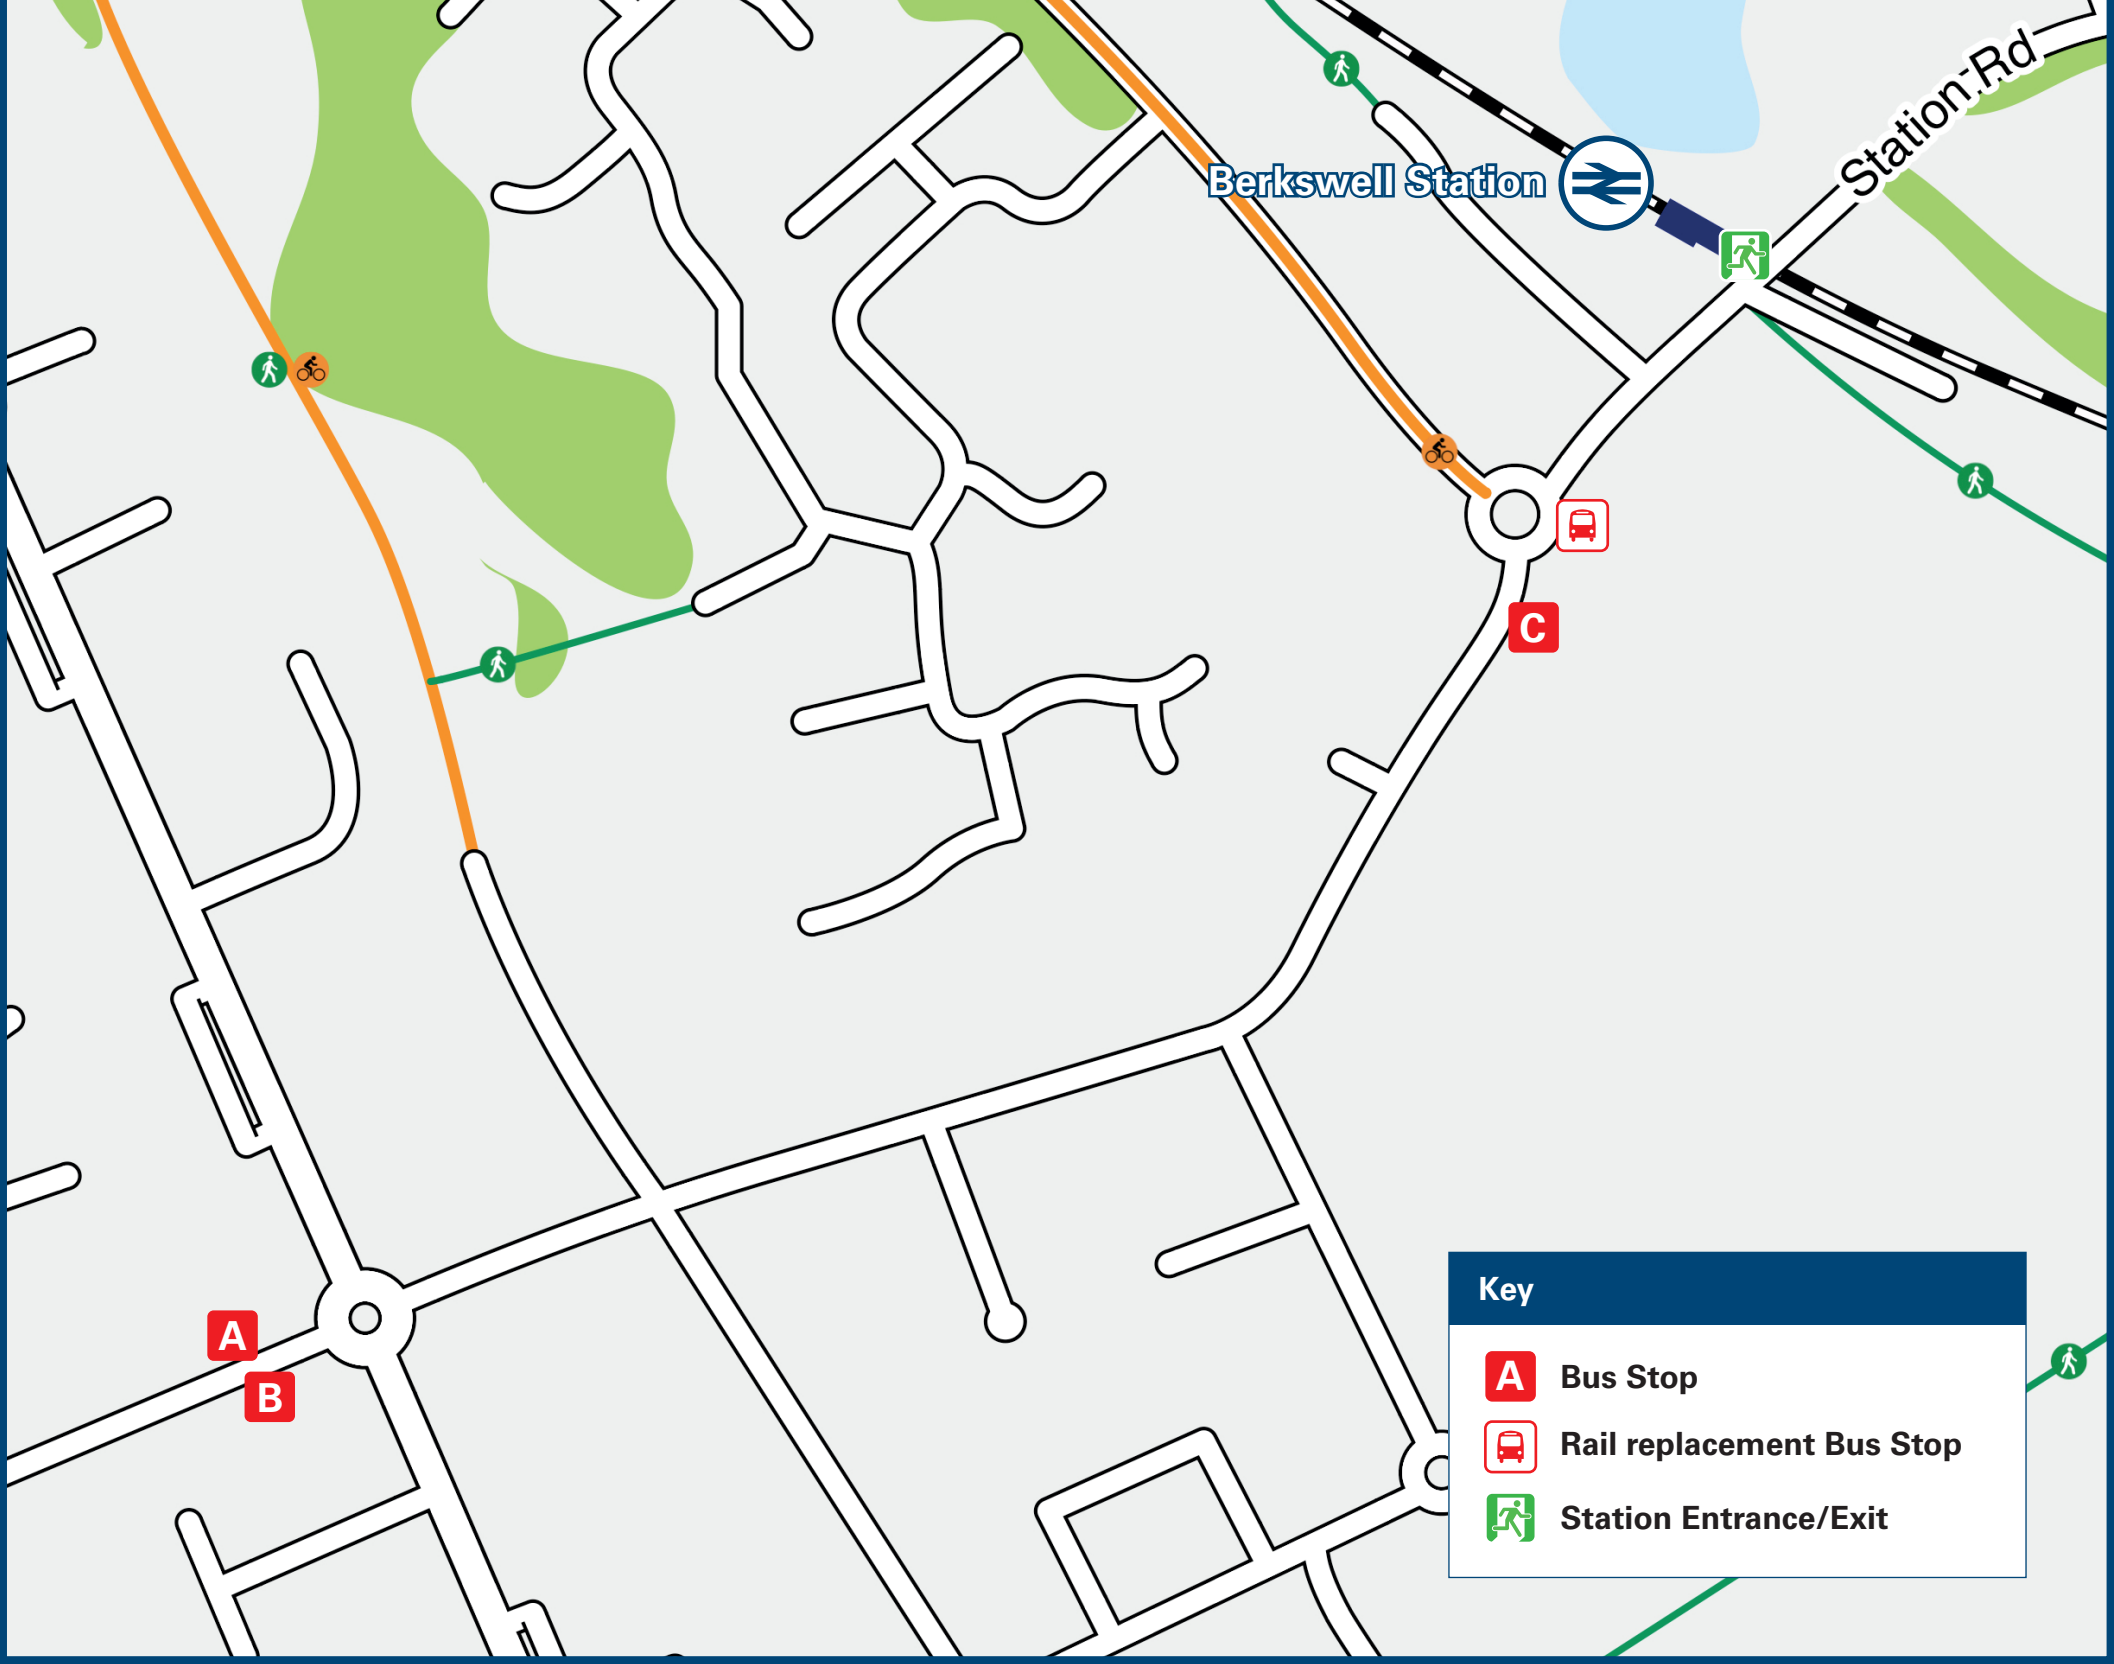 Station Rd
Berkswell Station
C
A
B
Key
A Bus Stop
Rail replacement Bus Stop
Station Entrance/Exit